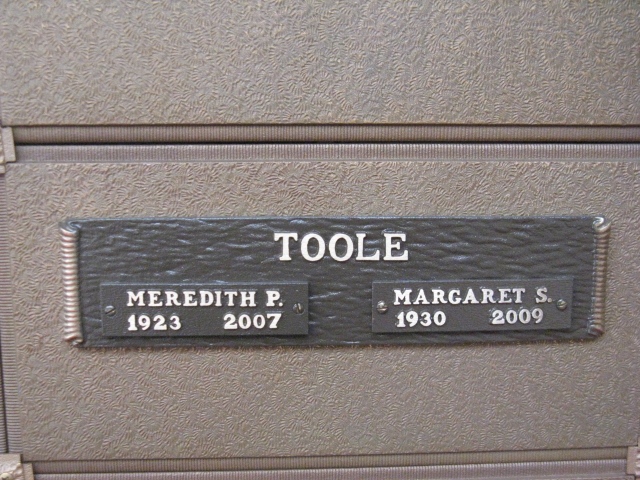 TOOLE
MEREDITH P.
1923 2007
MARGARET S.
1930 2009